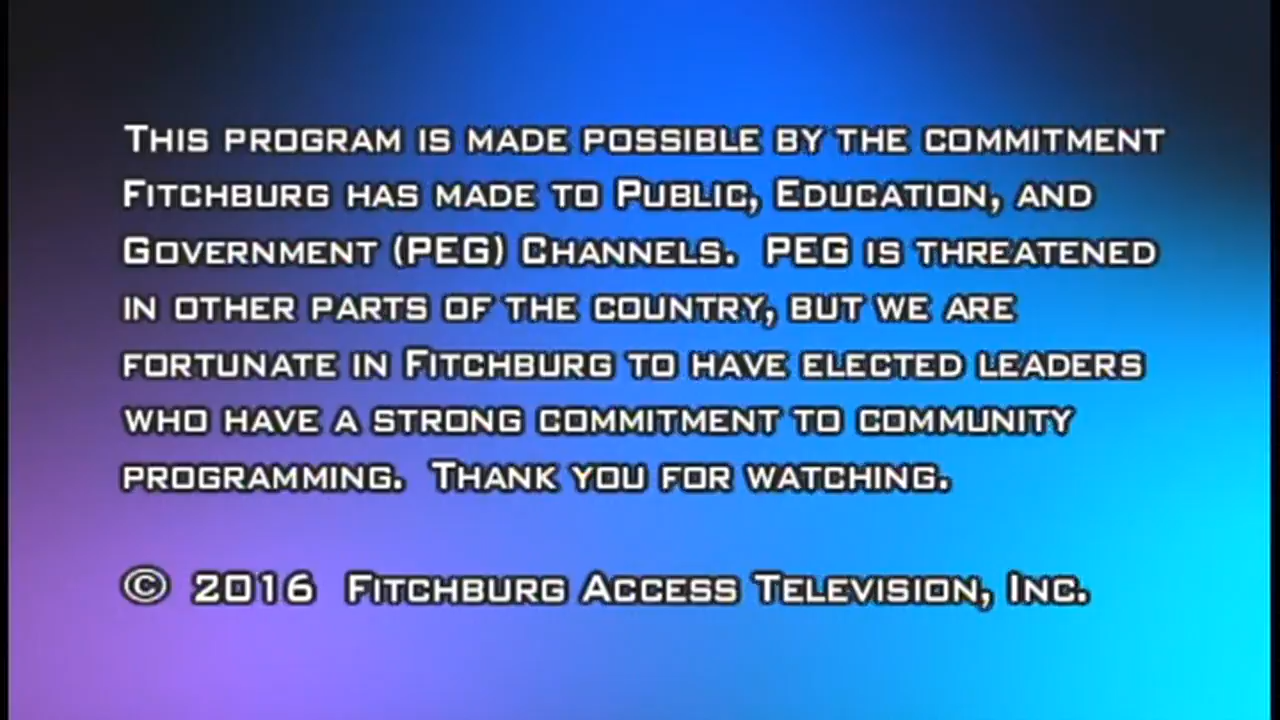 This program is made possible by the commitment
Fitchburg has made to Public, Education, and
Government (PEG) Channels. PEG is threatened
in other parts of the country, but we are
fortunate in Fitchburg to have elected leaders
who have a strong commitment to community
programming. Thank you for watching.
© 2016 Fitchburg Access Television, Inc.